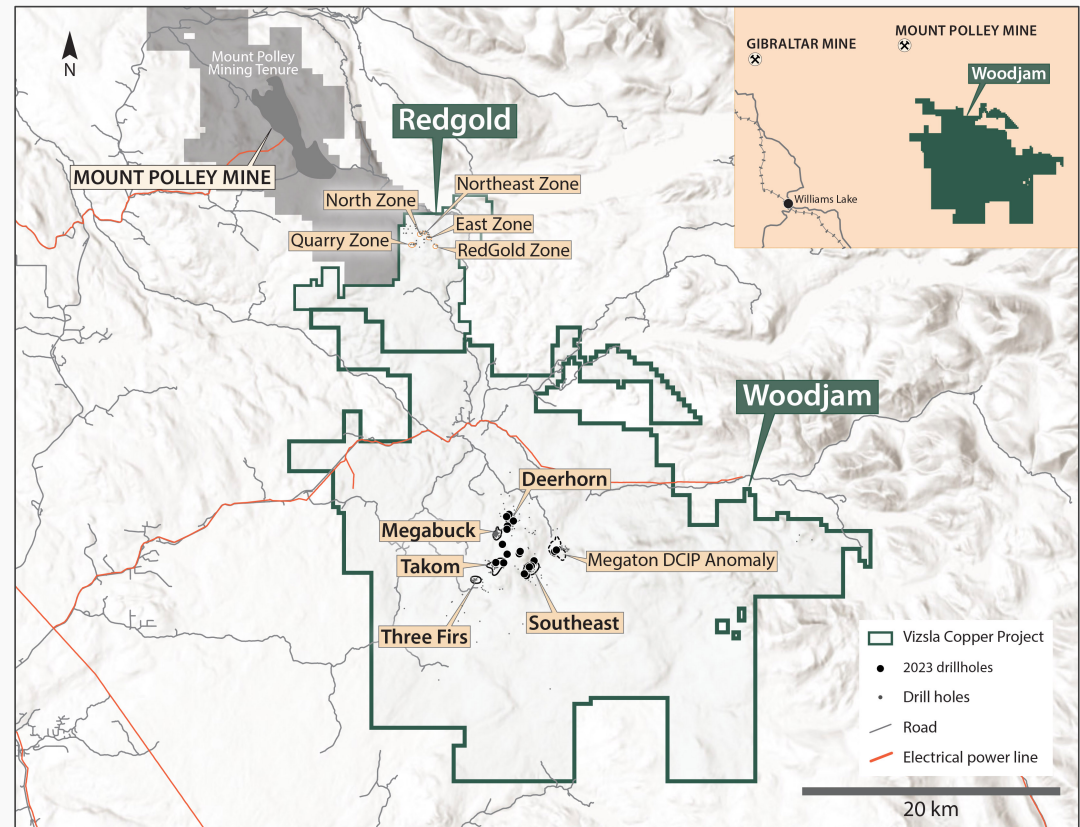 N
Mount Polley
Mining Tenure
MOUNT POLLEY MINE
Redgold
North Zone
Northeast Zone
East Zone
Quarry Zone
RedGold Zone
GIBRALTAR MINE
MOUNT POLLEY MINE
Woodjam
Williams Lake
Woodjam
Deerhorn
Megabuck
Takom
Megaton DCIP Anomaly
Three Firs
Southeast
Vizsla Copper Project
2023 drillholes
Drill holes
Road
Electrical power line
20 km